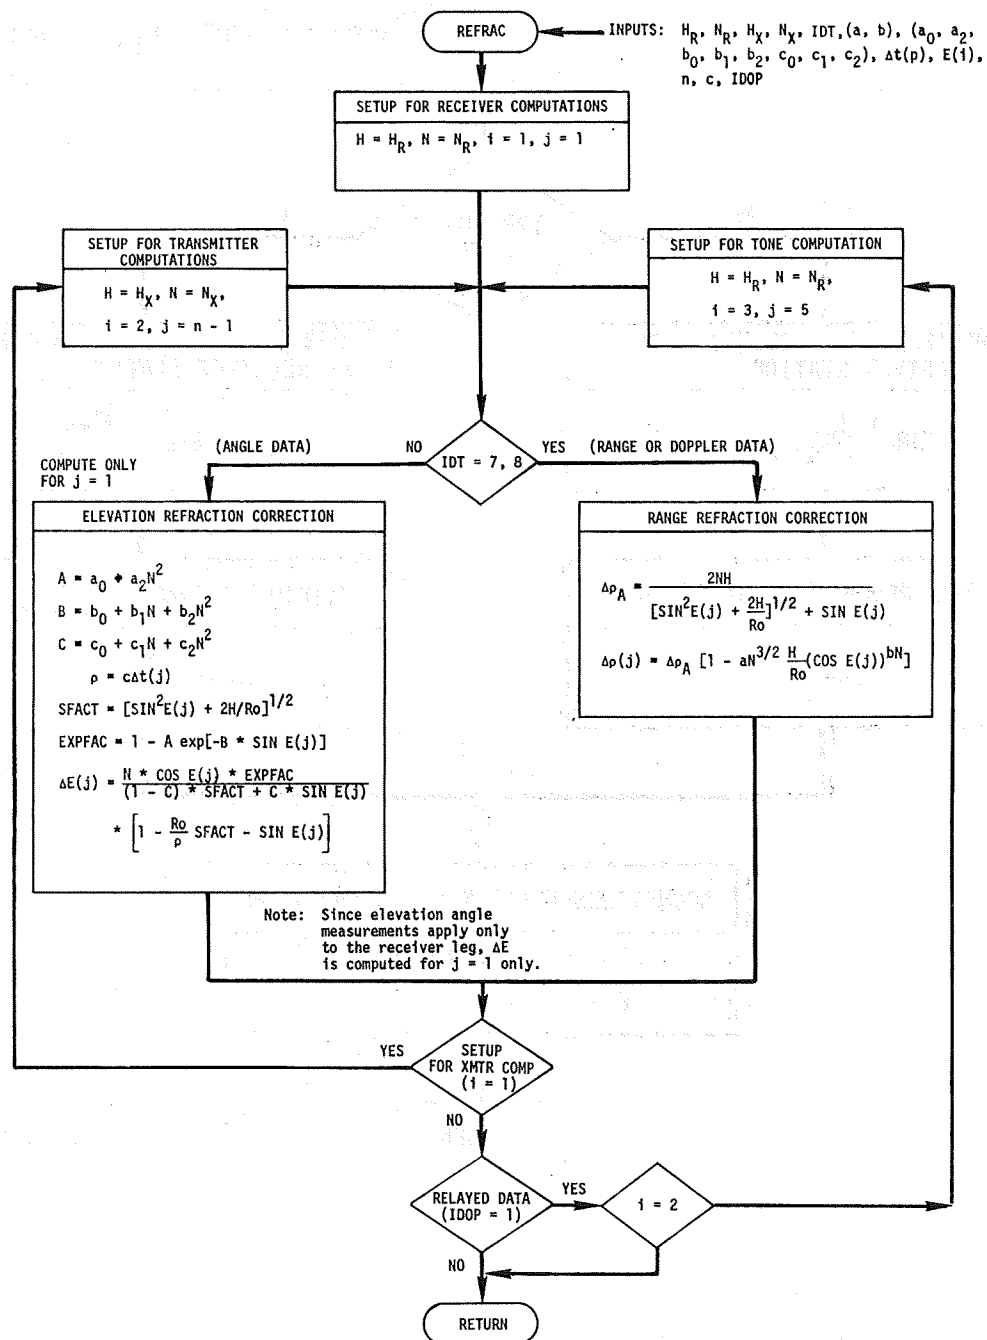 REFRAC
INPUTS: H_R, N_R, H_X, N_X, IDT,(a, b), (a_0, a_2,
b_0, b_1, b_2, c_0, c_1, c_2), Δt(p), E(i),
n, c, IDOP
SETUP FOR RECEIVER COMPUTATIONS
H = H_R, N = N_R, i = 1, j = 1
SETUP FOR TRANSMITTER
COMPUTATIONS
H = H_X, N = N_X,
i = 2, j = n - 1
SETUP FOR TONE COMPUTATION
H = H_R, N = N_R,
i = 3, j = 5
(ANGLE DATA)
NO
IDT = 7, 8
YES
(RANGE OR DOPPLER DATA)
COMPUTE ONLY
FOR j = 1
ELEVATION REFRACTION CORRECTION
A = a_0 + a_2N^2
B = b_0 + b_1N + b_2N^2
C = c_0 + c_1N + c_2N^2
ρ = cΔt(j)
SFACT = [SIN^2E(j) + 2H/Ro]^1/2
EXPFAC = 1 - A exp[-B * SIN E(j)]
ΔE(j) = N * COS E(j) * EXPFAC / (1 - C) * SFACT + C * SIN E(j)
* [1 - Ro/ρ SFACT - SIN E(j)]
RANGE REFRACTION CORRECTION
Δρ_A = 2NH / [SIN^2E(j) + 2H/Ro]^1/2 + SIN E(j)
Δρ(j) = Δρ_A [1 - aN^3/2 H/Ro (COS E(j))^bN]
Note: Since elevation angle
measurements apply only
to the receiver leg, ΔE
is computed for j = 1 only.
YES
SETUP
FOR XMTR COMP
(i = 1)
NO
RELAYED DATA
(IDOP = 1)
YES
i = 2
NO
RETURN